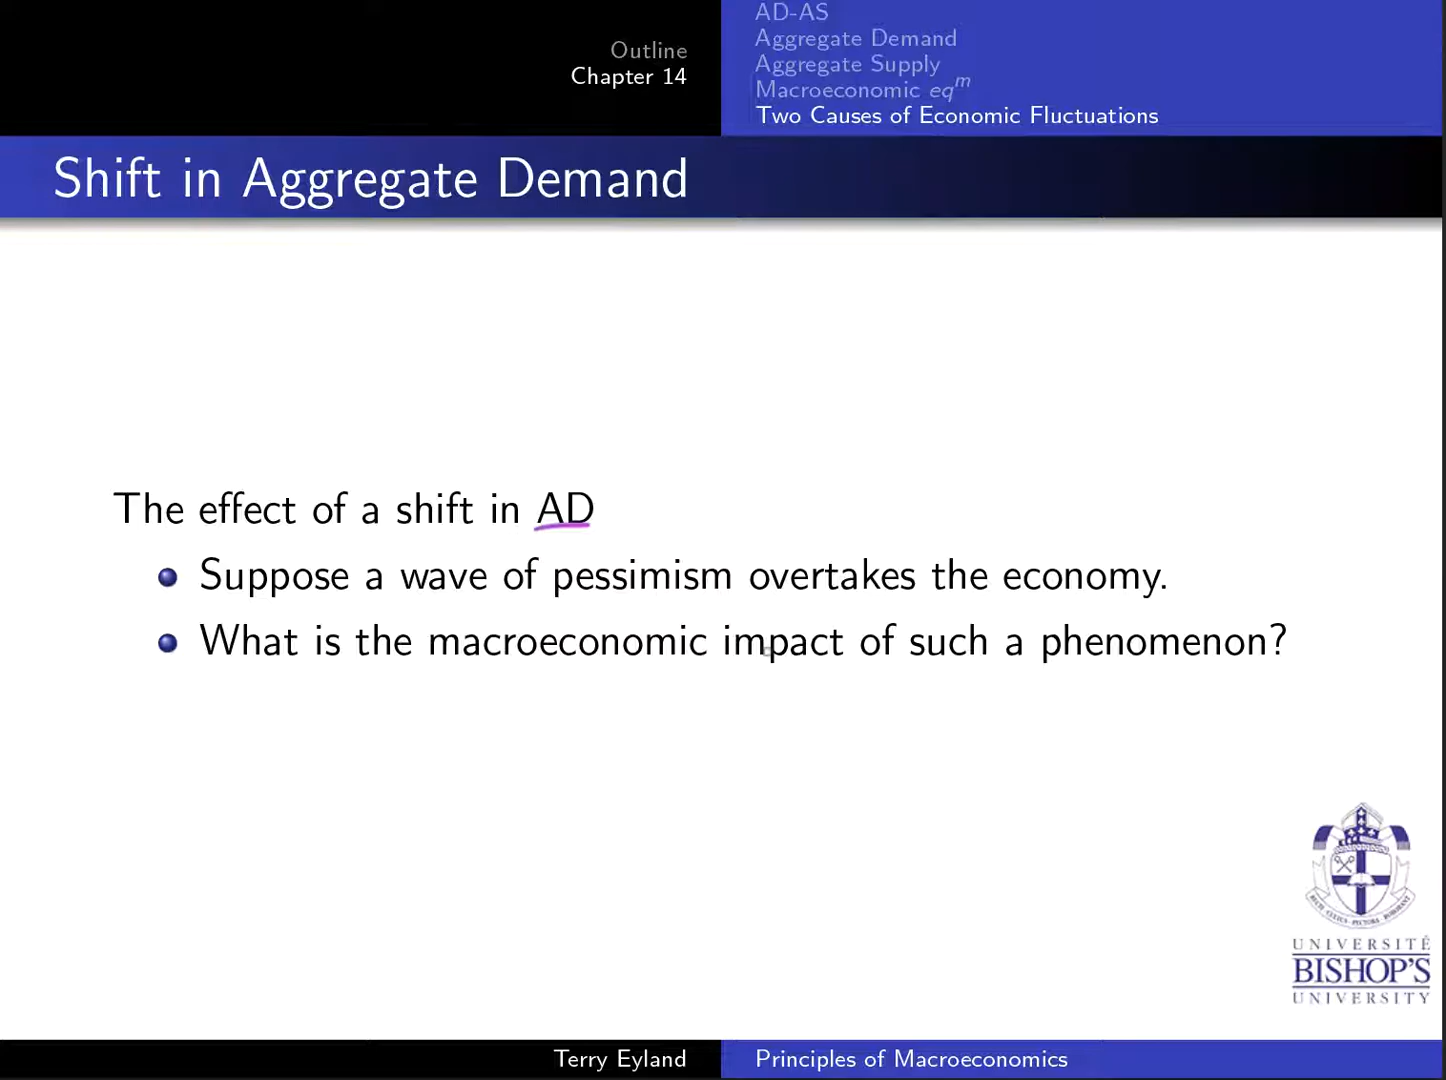 Outline
Chapter 14
AD-AS
Aggregate Demand
Aggregate Supply
Macroeconomic eqᵐ
Two Causes of Economic Fluctuations
Shift in Aggregate Demand
The effect of a shift in AD
Suppose a wave of pessimism overtakes the economy.
What is the macroeconomic impact of such a phenomenon?
UNIVERSITÉ
BISHOP'S
UNIVERSITY
Terry Eyland
Principles of Macroeconomics